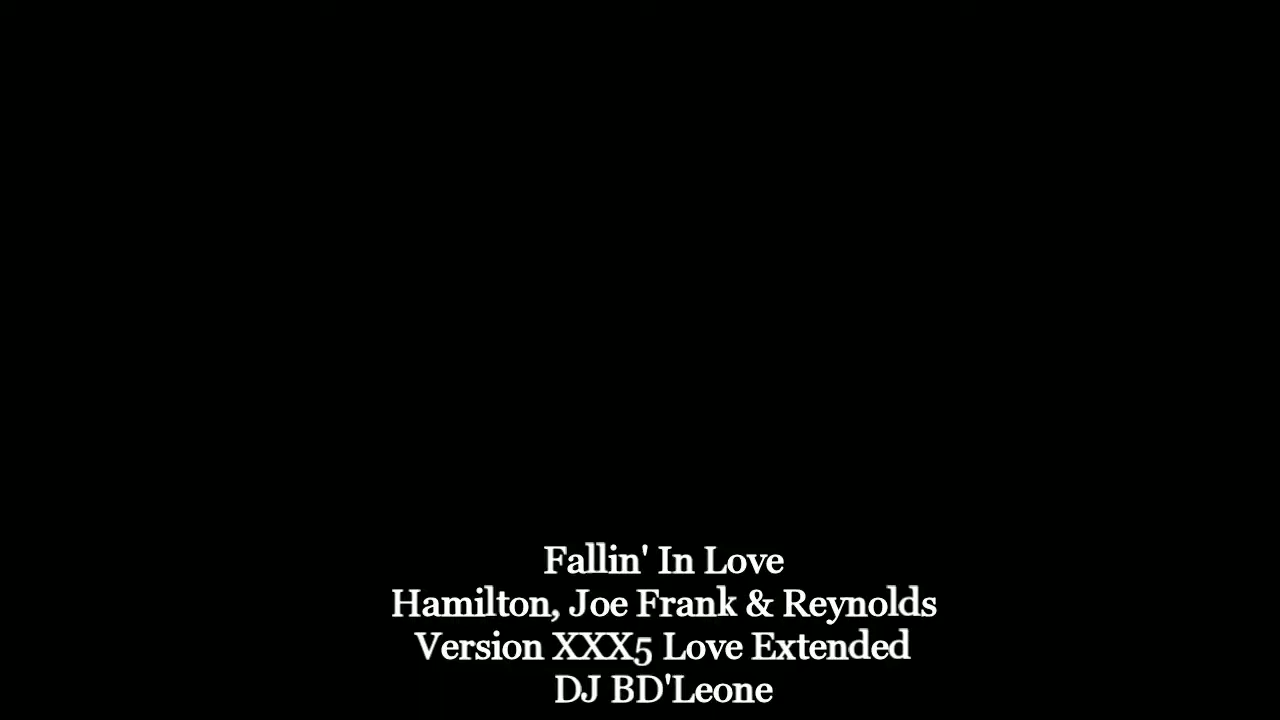 Fallin' In Love
Hamilton, Joe Frank & Reynolds
Version XXX5 Love Extended
DJ BD'Leone